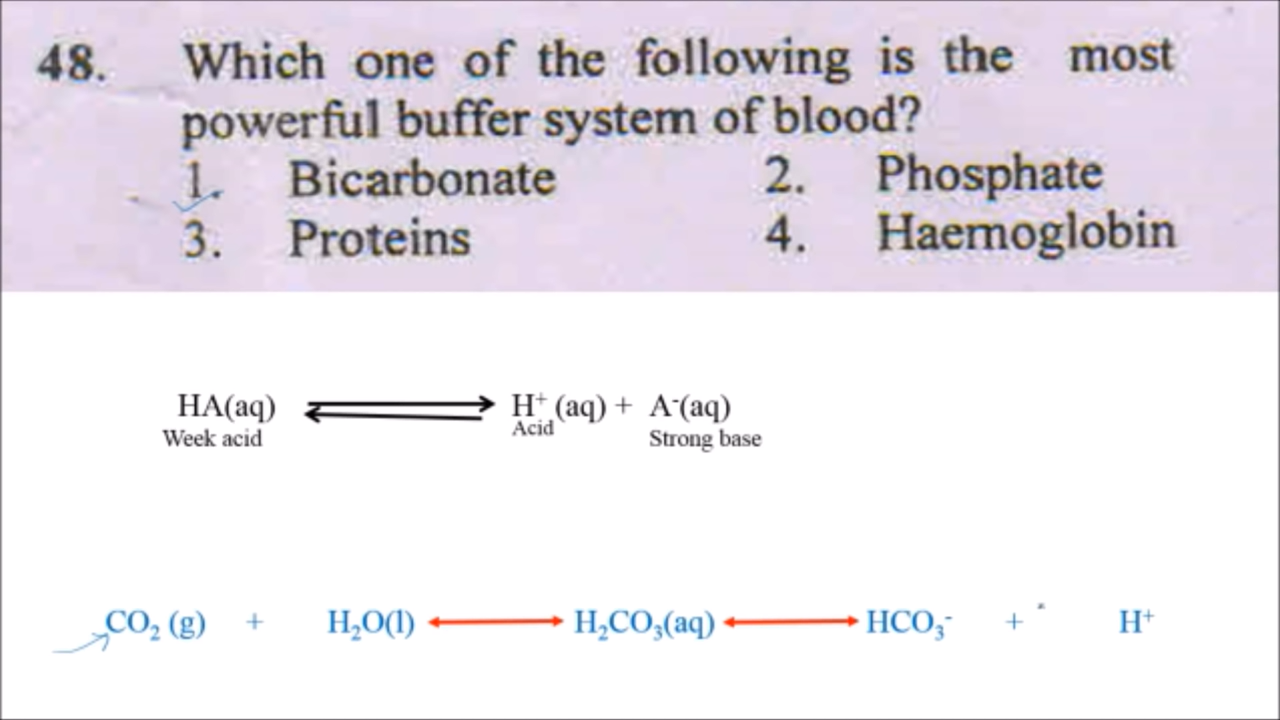 48. Which one of the following is the most
powerful buffer system of blood?
1. Bicarbonate 2. Phosphate
3. Proteins 4. Haemoglobin
HA(aq) ⇌ H⁺ (aq) + A⁻(aq)
Week acid Acid Strong base
CO₂ (g) + H₂O(l) ↔ H₂CO₃(aq) ↔ HCO₃⁻ + H⁺